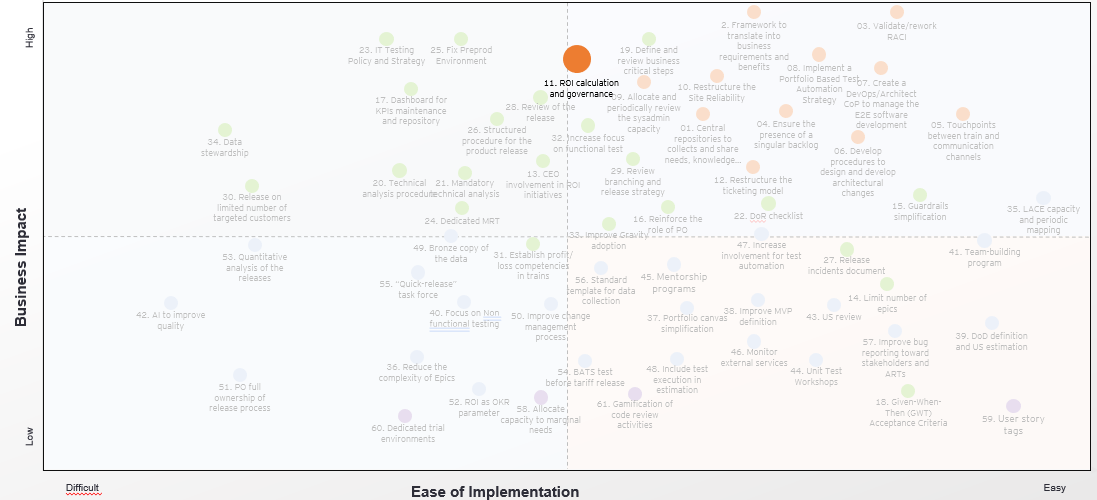 High
Business Impact
Low
Difficult
Ease of Implementation
Easy
23. IT Testing
Policy and Strategy
25. Fix Preprod
Environment
11. ROI calculation
and governance
19. Define and
review business
critical steps
2. Framework to
translate into
business
requirements and
benefits
03. Validate/rework
RACI
17. Dashboard for
KPIs maintenance
and repository
28. Review of the
release
09. Allocate and
periodically review
the sysadmin
capacity
10. Restructure the
Site Reliability
08. Implement a
Portfolio Based Test
Automation
Strategy
07. Create a
DevOps/Architect
CoP to manage the
E2E software
development
34. Data
stewardship
26. Structured
procedure for the
product release
32. Increase focus
on functional test
01. Central
repositories to
collects and share
needs, knowledge...
04. Ensure the
presence of a
singular backlog
05. Touchpoints
between train and
communication
channels
06. Develop
procedures to
design and develop
architectural
changes
20. Technical
analysis procedure
21. Mandatory
technical analysis
13. CEO
involvement in ROI
initiatives
29. Review
branching and
release strategy
12. Restructure the
ticketing model
30. Release on
limited number of
targeted customers
24. Dedicated MRT
16. Reinforce the
role of PO
22. DoR checklist
15. Guardrails
simplification
35. LACE capacity
and periodic
mapping
33. Improve Gravity
adoption
53. Quantitative
analysis of the
releases
49. Bronze copy of
the data
31. Establish profit/
loss competencies
in trains
47. Increase
involvement for test
automation
27. Release
incidents document
41. Team-building
program
55. "Quick-release"
task force
56. Standard
template for data
collection
45. Mentorship
programs
14. Limit number of
epics
42. AI to improve
quality
40. Focus on Non
functional testing
50. Improve change
management
process
37. Portfolio canvas
simplification
38. Improve MVP
definition
43. US review
39. DoD definition
and US estimation
57. Improve bug
reporting toward
stakeholders and
ARTs
46. Monitor
external services
36. Reduce the
complexity of Epics
54. BATS test
before tariff release
48. Include test
execution in
estimation
44. Unit Test
Workshops
51. PO full
ownership of
release process
52. ROI as OKR
parameter
58. Allocate
capacity to marginal
needs
61. Gamification of
code review
activities
18. Given-When-
Then (GWT)
Acceptance Criteria
59. User story
tags
60. Dedicated trial
environments